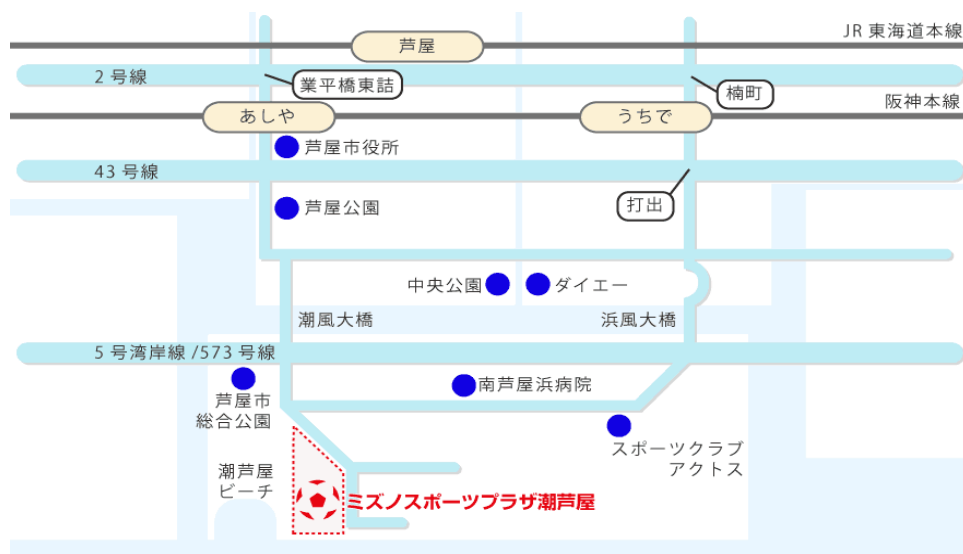 JR 東海道本線
芦屋
2 号線
業平橋東詰
楠町
阪神本線
あしや
うちで
芦屋市役所
43 号線
打出
芦屋公園
中央公園
ダイエー
潮風大橋
浜風大橋
5 号湾岸線 /573 号線
南芦屋浜病院
芦屋市
総合公園
スポーツクラブ
アクトス
潮芦屋
ビーチ
ミズノスポーツプラザ潮芦屋